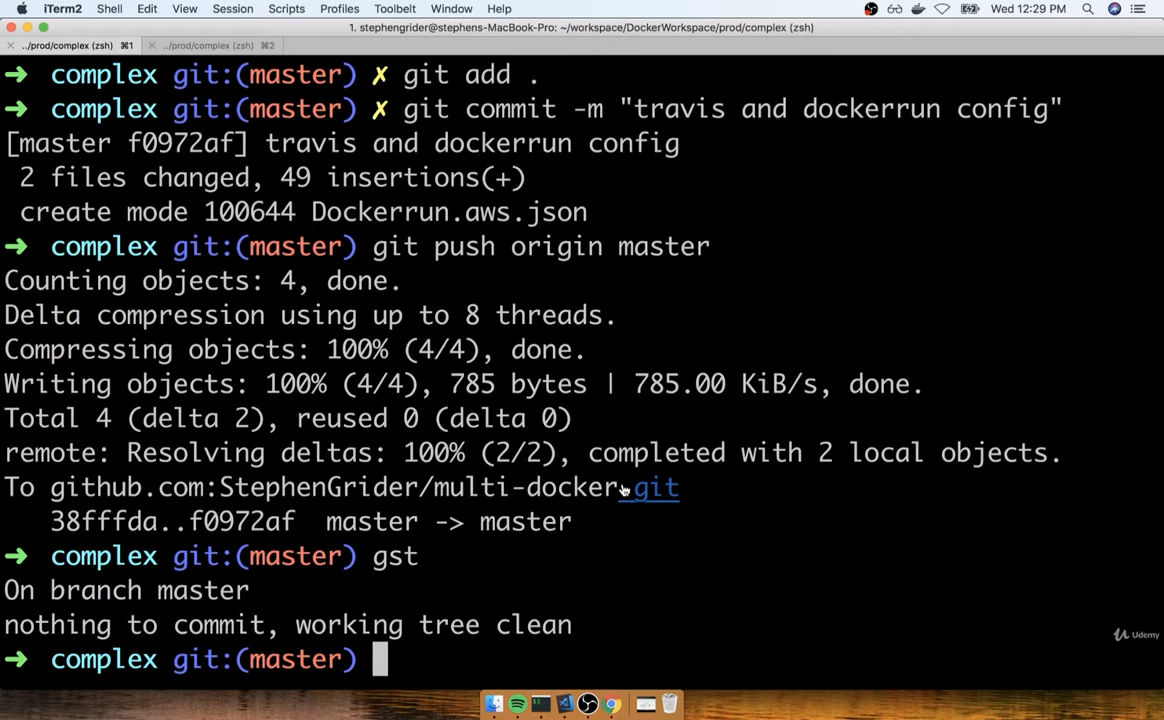 iTerm2 Shell Edit View Session Scripts Profiles Toolbelt Window Help Wed 12:29 PM
1. stephengrider@stephens-MacBook-Pro: ~/workspace/DockerWorkspace/prod/complex (zsh)
../prod/complex (zsh) ⌘1 ../prod/complex (zsh) ⌘2
➜ complex git:(master) ✗ git add .
➜ complex git:(master) ✗ git commit -m "travis and dockerrun config"
[master f0972af] travis and dockerrun config
2 files changed, 49 insertions(+)
create mode 100644 Dockerrun.aws.json
➜ complex git:(master) git push origin master
Counting objects: 4, done.
Delta compression using up to 8 threads.
Compressing objects: 100% (4/4), done.
Writing objects: 100% (4/4), 785 bytes | 785.00 KiB/s, done.
Total 4 (delta 2), reused 0 (delta 0)
remote: Resolving deltas: 100% (2/2), completed with 2 local objects.
To github.com:StephenGrider/multi-docker.git
38fffda..f0972af master -> master
➜ complex git:(master) gst
On branch master
nothing to commit, working tree clean
➜ complex git:(master)
Udemy